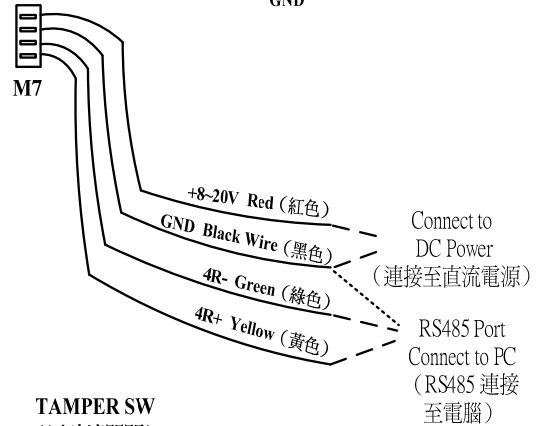 GND
M7
+8~20V Red (紅色)
GND Black Wire (黑色)
4R- Green (綠色)
4R+ Yellow (黃色)
Connect to
DC Power
(連接至直流電源)
RS485 Port
Connect to PC
(RS485 連接
至電腦)
TAMPER SW